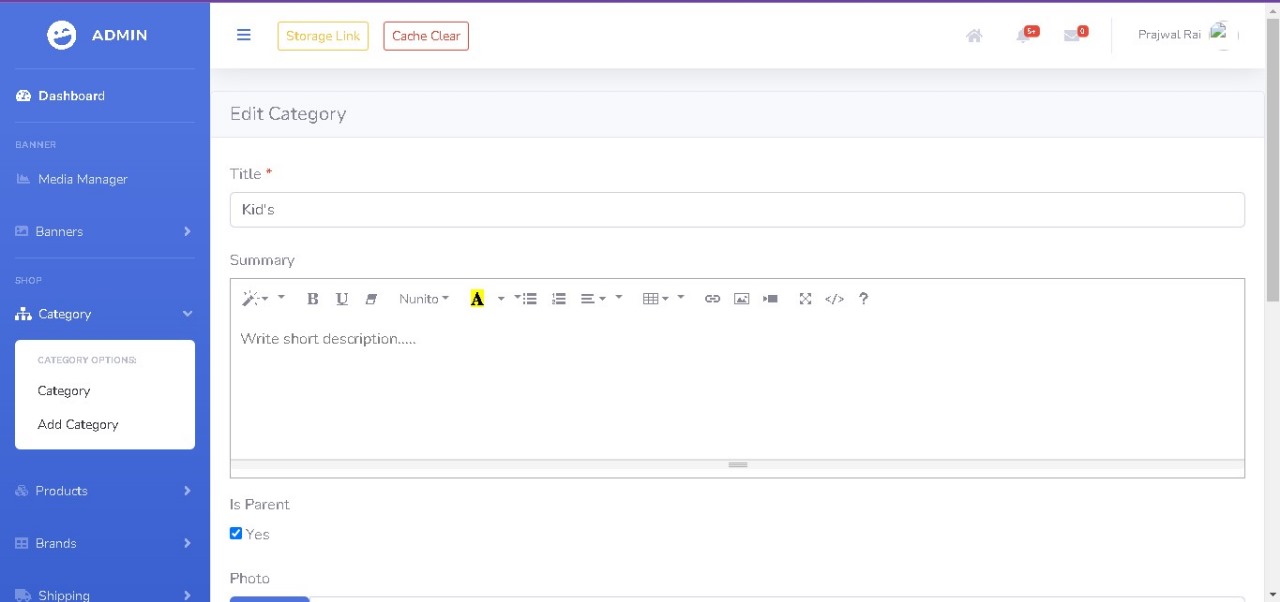 ADMIN
Storage Link
Cache Clear
5+
0
Prajwal Rai
Dashboard
BANNER
Media Manager
Banners
SHOP
Category
CATEGORY OPTIONS:
Category
Add Category
Products
Brands
Shipping
Edit Category
Title *
Kid's
Summary
B U Nunito A </> ?
Write short description.....
Is Parent
Yes
Photo